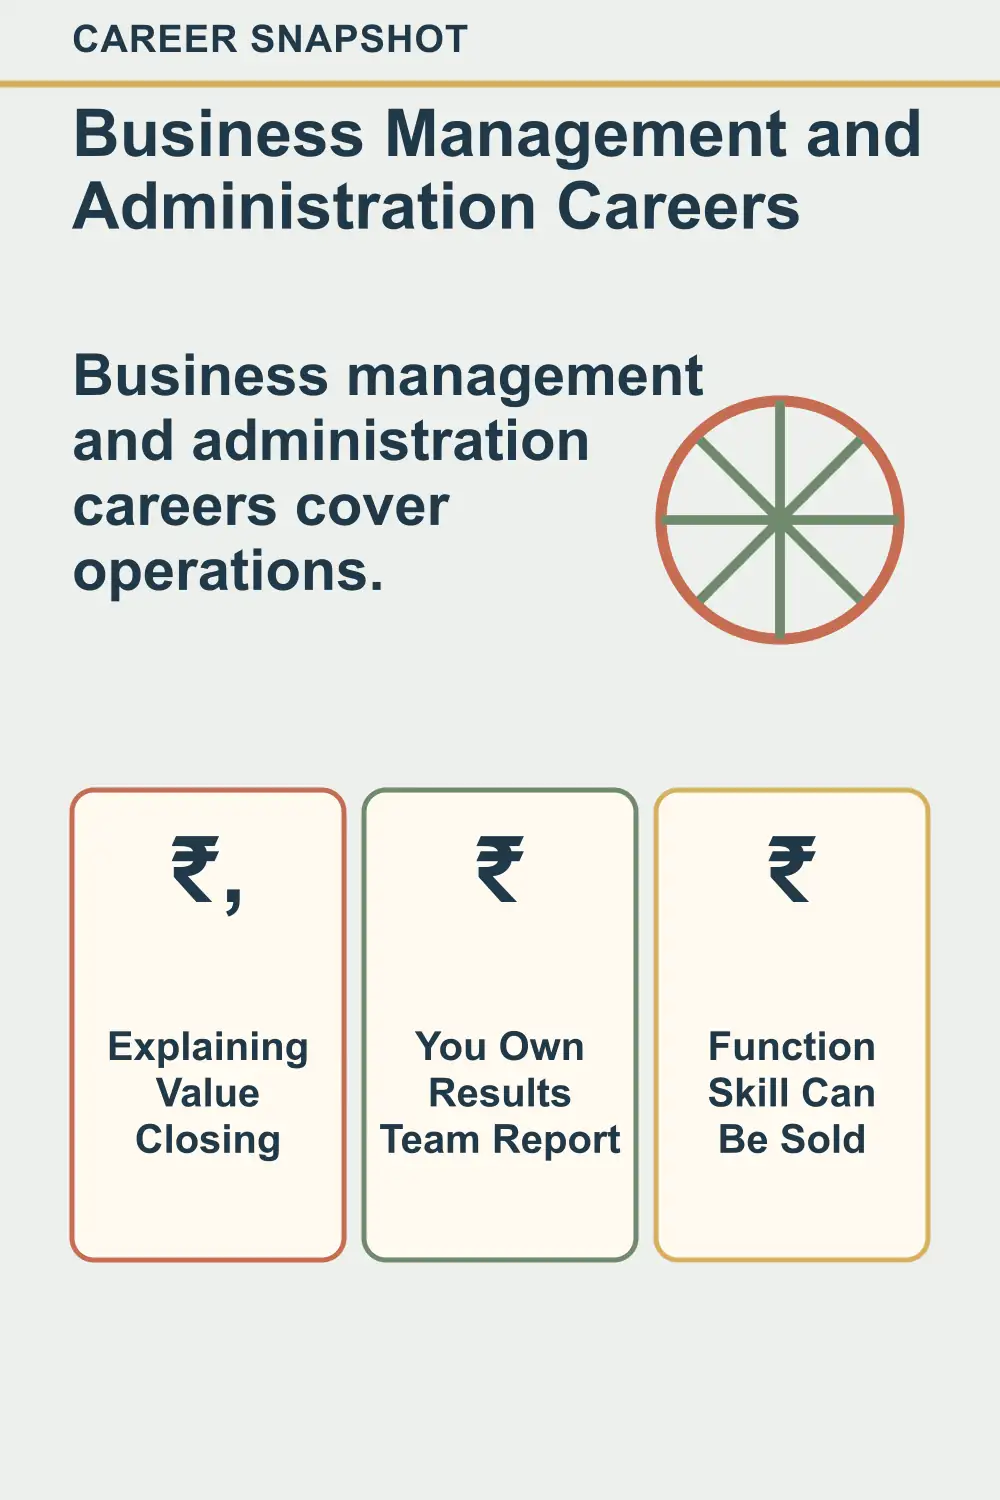 CAREER SNAPSHOT
Business Management and
Administration Careers
Business management
and administration
careers cover
operations.
₹,
Explaining
Value
Closing
₹
You Own
Results
Team Report
₹
Function
Skill Can
Be Sold